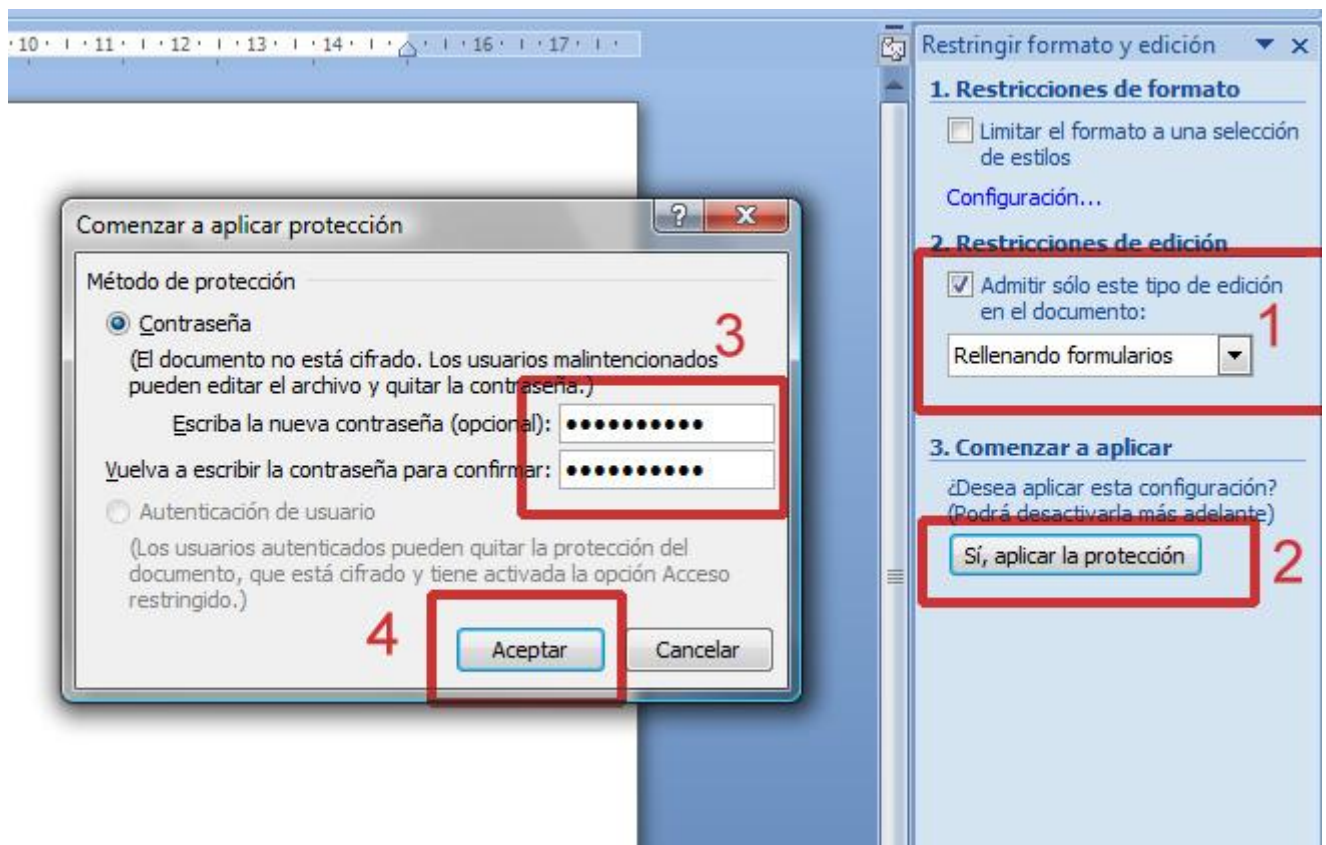 10 11 12 13 14 16 17
Restringir formato y edición
1. Restricciones de formato
Limitar el formato a una selección
de estilos
Configuración...
2. Restricciones de edición
Admitir sólo este tipo de edición
en el documento:
1
Rellenando formularios
3. Comenzar a aplicar
¿Desea aplicar esta configuración?
(Podrá desactivarla más adelante)
Sí, aplicar la protección
2
Comenzar a aplicar protección
?
X
Método de protección
Contraseña
3
(El documento no está cifrado. Los usuarios malintencionados
pueden editar el archivo y quitar la contraseña.)
Escriba la nueva contraseña (opcional): ●●●●●●●●●●
Vuelva a escribir la contraseña para confirmar: ●●●●●●●●●●
Autenticación de usuario
(Los usuarios autenticados pueden quitar la protección del
documento, que está cifrado y tiene activada la opción Acceso
restringido.)
4
Aceptar
Cancelar